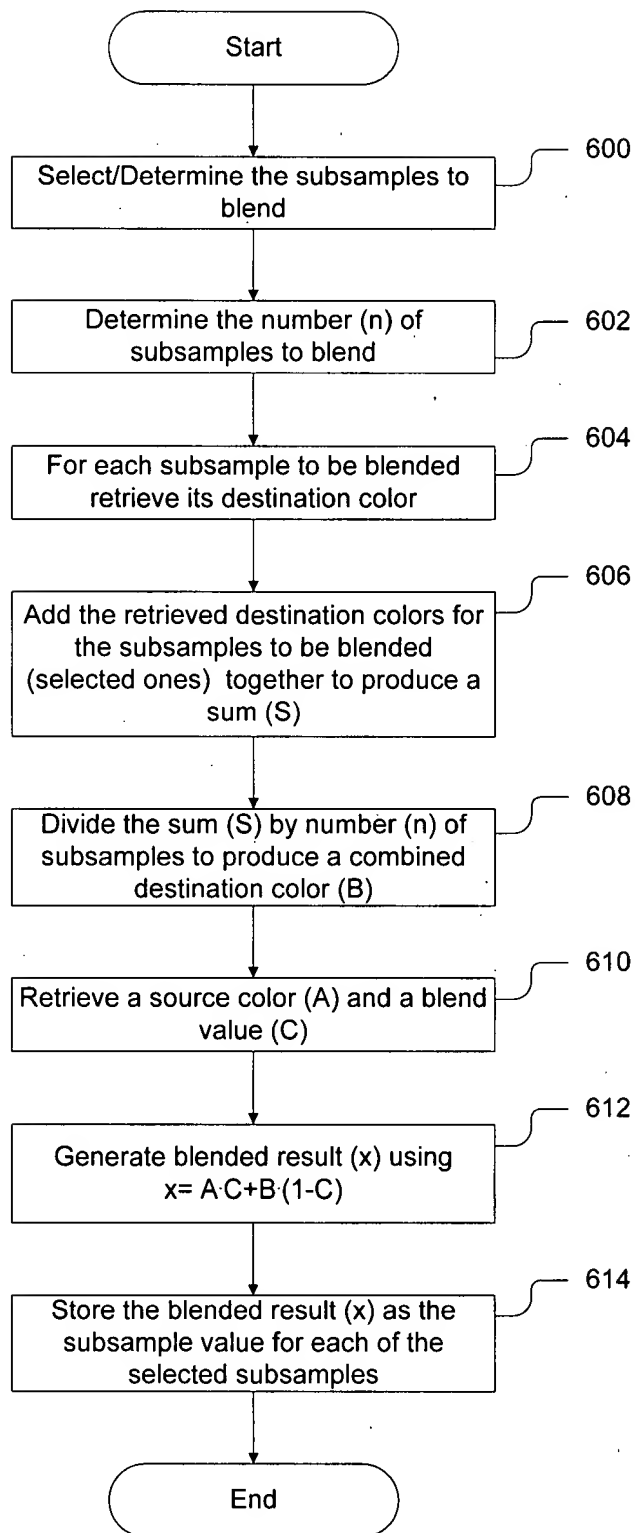 Start
600
Select/Determine the subsamples to
blend
602
Determine the number (n) of
subsamples to blend
604
For each subsample to be blended
retrieve its destination color
606
Add the retrieved destination colors for
the subsamples to be blended
(selected ones) together to produce a
sum (S)
608
Divide the sum (S) by number (n) of
subsamples to produce a combined
destination color (B)
610
Retrieve a source color (A) and a blend
value (C)
612
Generate blended result (x) using
x= A·C+B·(1-C)
614
Store the blended result (x) as the
subsample value for each of the
selected subsamples
End